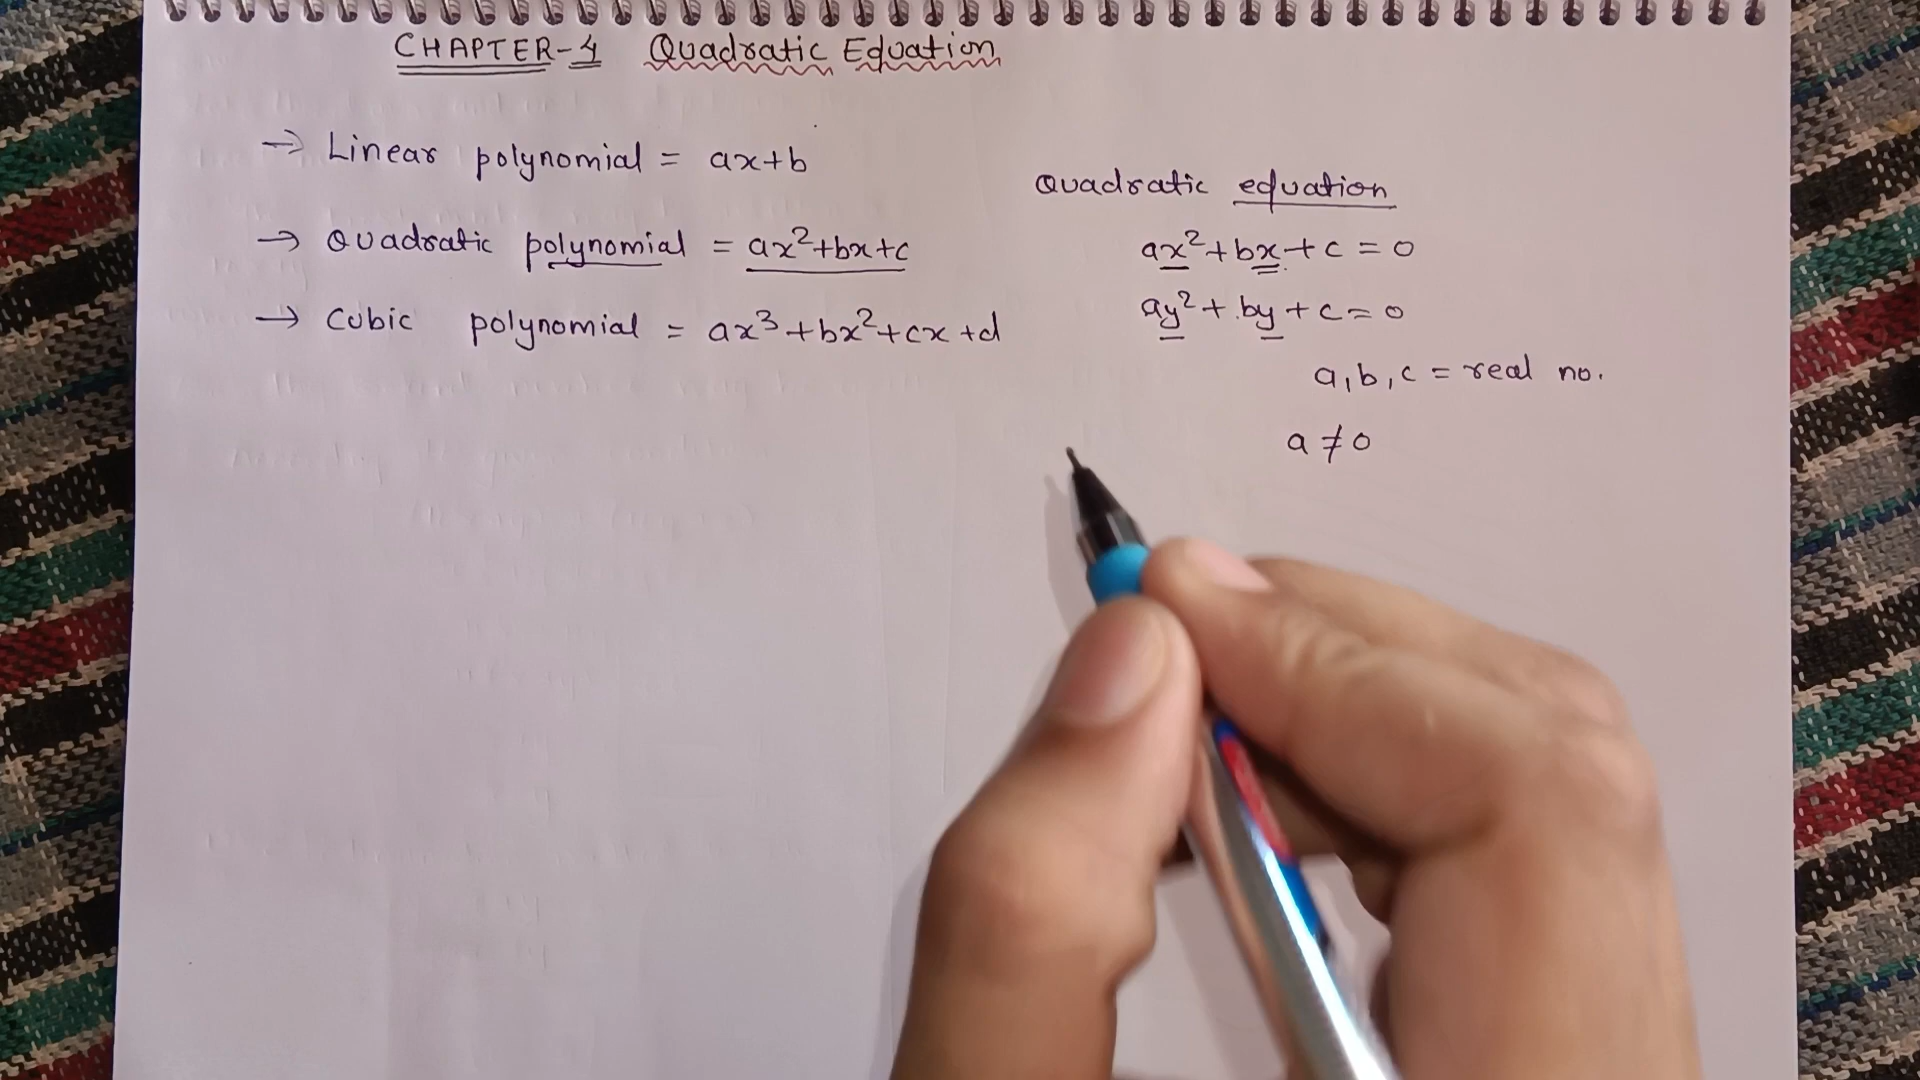 CHAPTER-4 Quadratic Equation
→ Linear polynomial = ax+b
→ Quadratic polynomial = ax²+bx+c
→ Cubic polynomial = ax³+bx²+cx+d
Quadratic equation
ax²+bx+c=0
ay²+by+c=0
a,b,c = real no.
a≠0